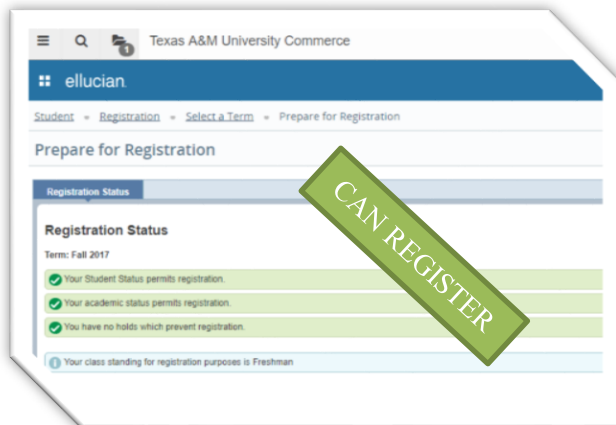 1
Texas A&M University Commerce
ellucian.
Student Registration Select a Term Prepare for Registration
Prepare for Registration
Registration Status
Registration Status
Term: Fall 2017
Your Student Status permits registration.
Your academic status permits registration.
You have no holds which prevent registration.
Your class standing for registration purposes is Freshman
CAN REGISTER